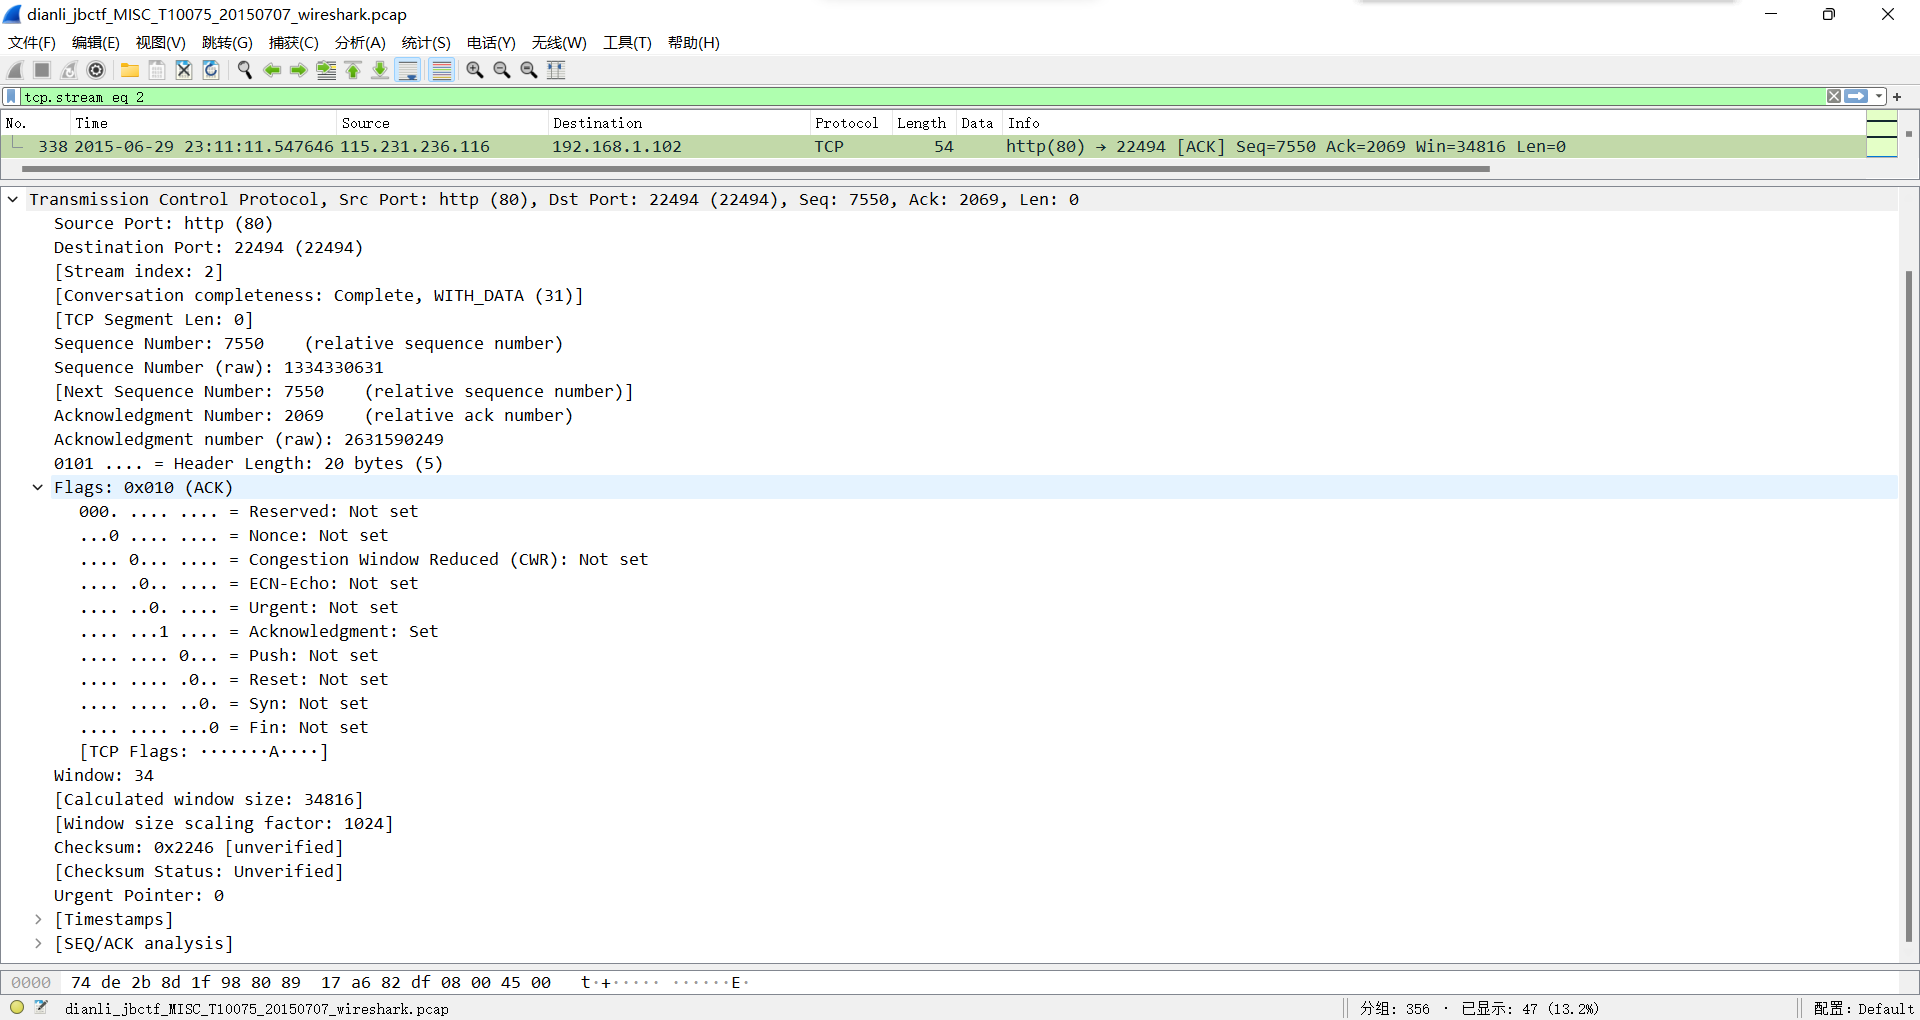 dianli_jbctf_MISC_T10075_20150707_wireshark.pcap
文件(F) 编辑(E) 视图(V) 跳转(G) 捕获(C) 分析(A) 统计(S) 电话(Y) 无线(W) 工具(T) 帮助(H)
tcp.stream eq 2
No. Time Source Destination Protocol Length Data Info
338 2015-06-29 23:11:11.547646 115.231.236.116 192.168.1.102 TCP 54 http(80) → 22494 [ACK] Seq=7550 Ack=2069 Win=34816 Len=0
Transmission Control Protocol, Src Port: http (80), Dst Port: 22494 (22494), Seq: 7550, Ack: 2069, Len: 0
Source Port: http (80)
Destination Port: 22494 (22494)
[Stream index: 2]
[Conversation completeness: Complete, WITH_DATA (31)]
[TCP Segment Len: 0]
Sequence Number: 7550    (relative sequence number)
Sequence Number (raw): 1334330631
[Next Sequence Number: 7550    (relative sequence number)]
Acknowledgment Number: 2069    (relative ack number)
Acknowledgment number (raw): 2631590249
0101 .... = Header Length: 20 bytes (5)
Flags: 0x010 (ACK)
000. .... .... = Reserved: Not set
...0 .... .... = Nonce: Not set
.... 0... .... = Congestion Window Reduced (CWR): Not set
.... .0.. .... = ECN-Echo: Not set
.... ..0. .... = Urgent: Not set
.... ...1 .... = Acknowledgment: Set
.... .... 0... = Push: Not set
.... .... .0.. = Reset: Not set
.... .... ..0. = Syn: Not set
.... .... ...0 = Fin: Not set
[TCP Flags: ·······A····]
Window: 34
[Calculated window size: 34816]
[Window size scaling factor: 1024]
Checksum: 0x2246 [unverified]
[Checksum Status: Unverified]
Urgent Pointer: 0
[Timestamps]
[SEQ/ACK analysis]
0000 74 de 2b 8d 1f 98 80 89 17 a6 82 df 08 00 45 00 t·+····· ······E·
dianli_jbctf_MISC_T10075_20150707_wireshark.pcap 分组: 356 · 已显示: 47 (13.2%) 配置: Default